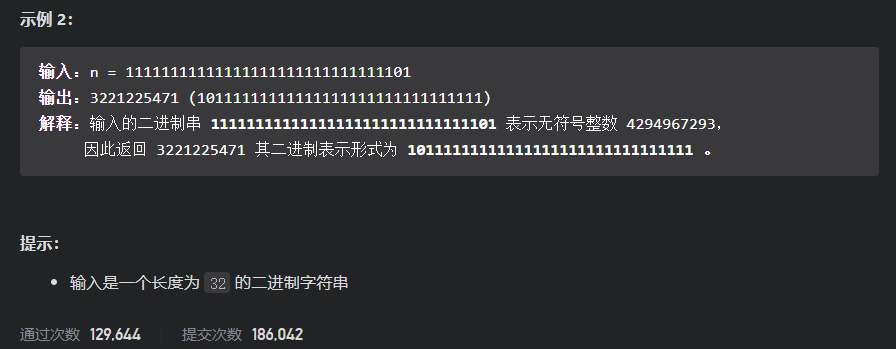 示例 2：
输入：n = 11111111111111111111111111111101
输出：3221225471 (10111111111111111111111111111111)
解释：输入的二进制串 11111111111111111111111111111101 表示无符号整数 4294967293，
因此返回 3221225471 其二进制表示形式为 10111111111111111111111111111111 。
提示：
• 输入是一个长度为 32 的二进制字符串
通过次数 129,644 提交次数 186,042